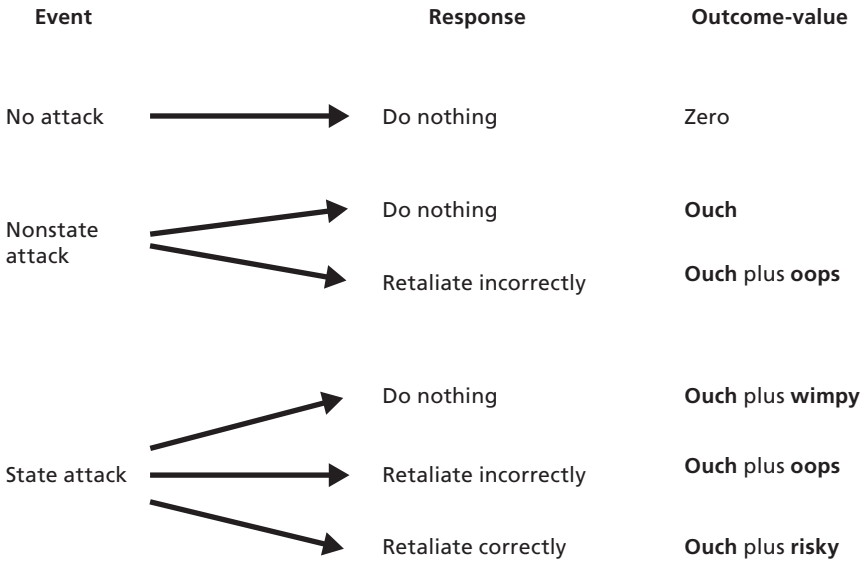 Event Response Outcome-value
No attack Do nothing Zero
Do nothing Ouch
Nonstate
attack
Retaliate incorrectly Ouch plus oops
Do nothing Ouch plus wimpy
State attack Retaliate incorrectly Ouch plus oops
Retaliate correctly Ouch plus risky